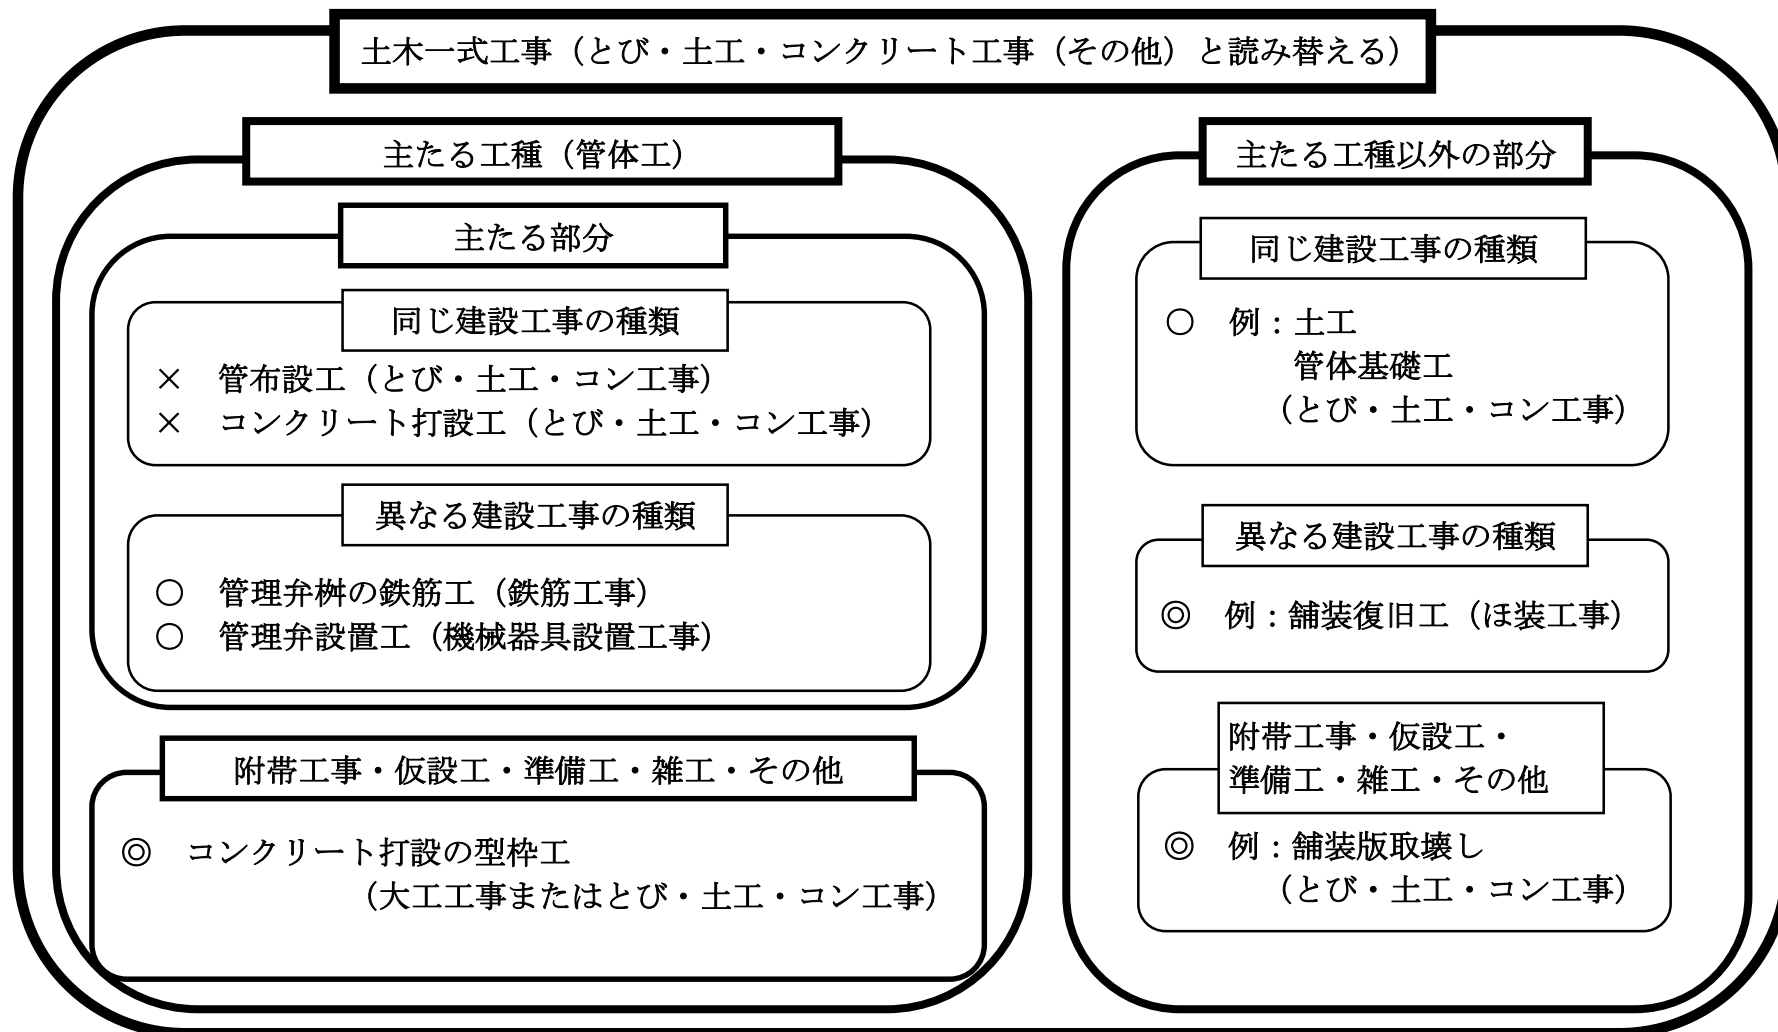 土木一式工事（とび・土工・コンクリート工事（その他）と読み替える）
主たる工種（管体工）
主たる部分
同じ建設工事の種類
×　管布設工（とび・土工・コン工事）
×　コンクリート打設工（とび・土工・コン工事）
異なる建設工事の種類
○　管理弁桝の鉄筋工（鉄筋工事）
○　管理弁設置工（機械器具設置工事）
附帯工事・仮設工・準備工・雑工・その他
◎　コンクリート打設の型枠工
（大工工事またはとび・土工・コン工事）
主たる工種以外の部分
同じ建設工事の種類
○　例：土工
管体基礎工
（とび・土工・コン工事）
異なる建設工事の種類
◎　例：舗装復旧工（ほ装工事）
附帯工事・仮設工・
準備工・雑工・その他
◎　例：舗装版取壊し
（とび・土工・コン工事）